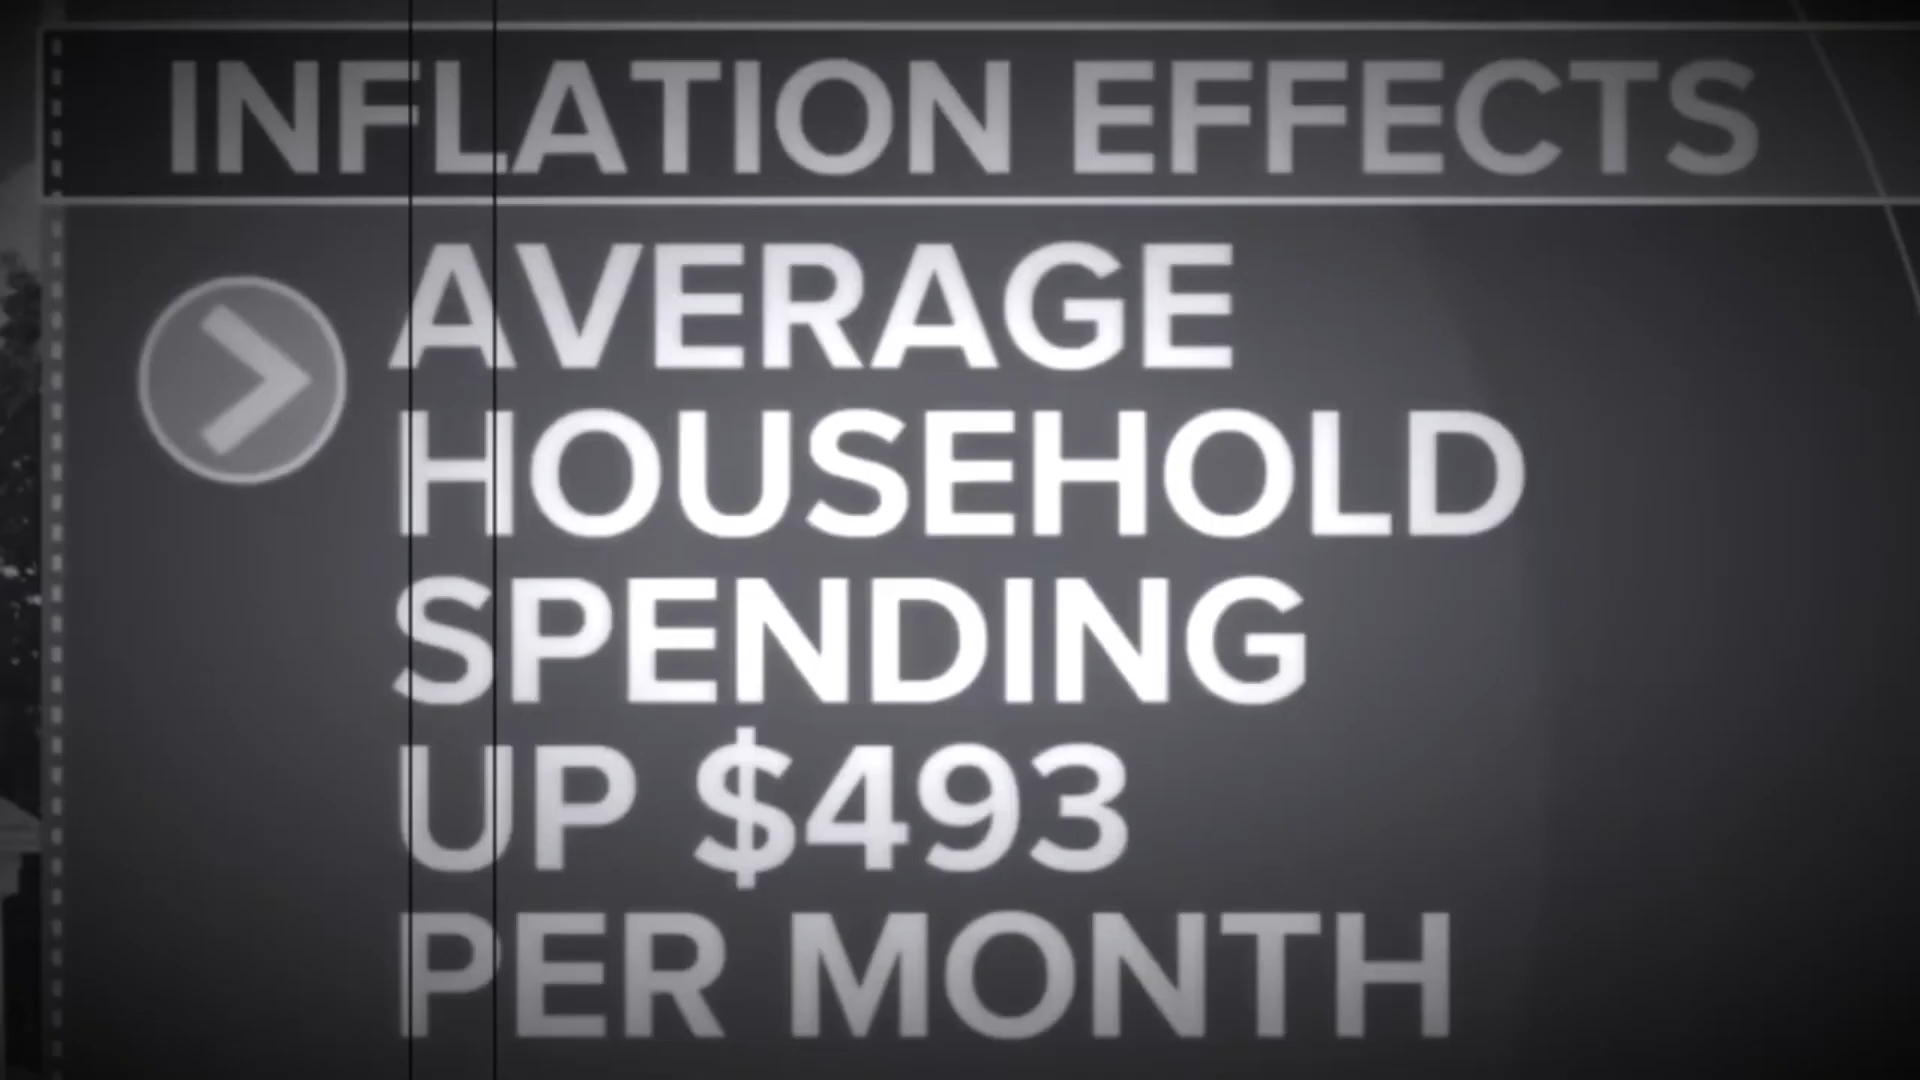 INFLATION EFFECTS
AVERAGE
HOUSEHOLD
SPENDING
UP $493
PER MONTH